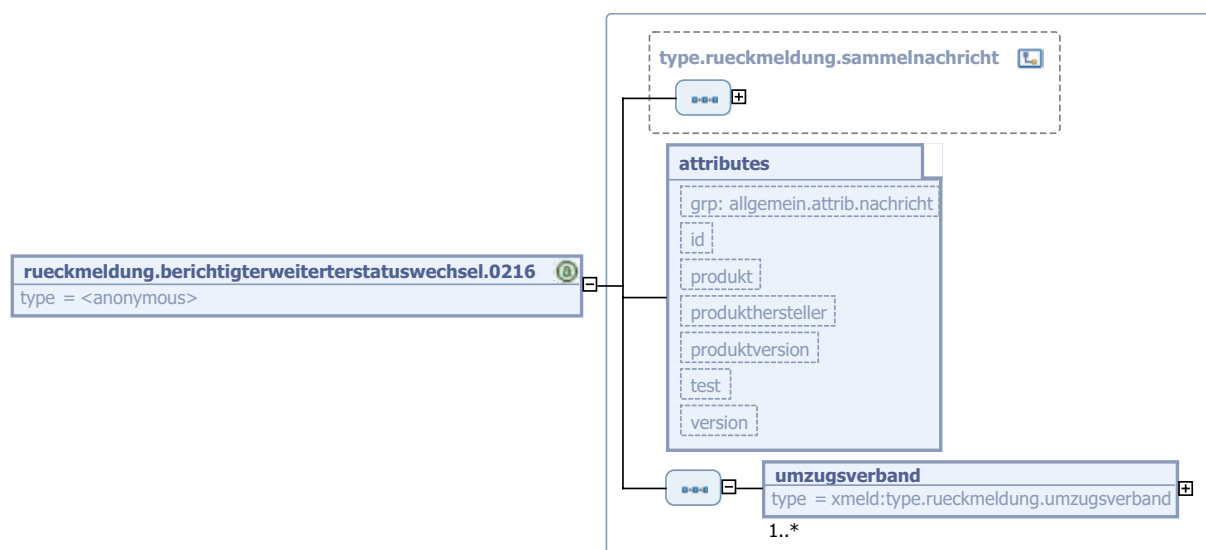 type.rueckmeldung.sammelnachricht
attributes
grp: allgemein.attrib.nachricht
id
produkt
rueckmeldung.berichtigterweiterterstatuswechsel.0216
type = <anonymous>
produkthersteller
produktversion
test
version
umzugsverband
type = xmeld:type.rueckmeldung.umzugsverband
1..*